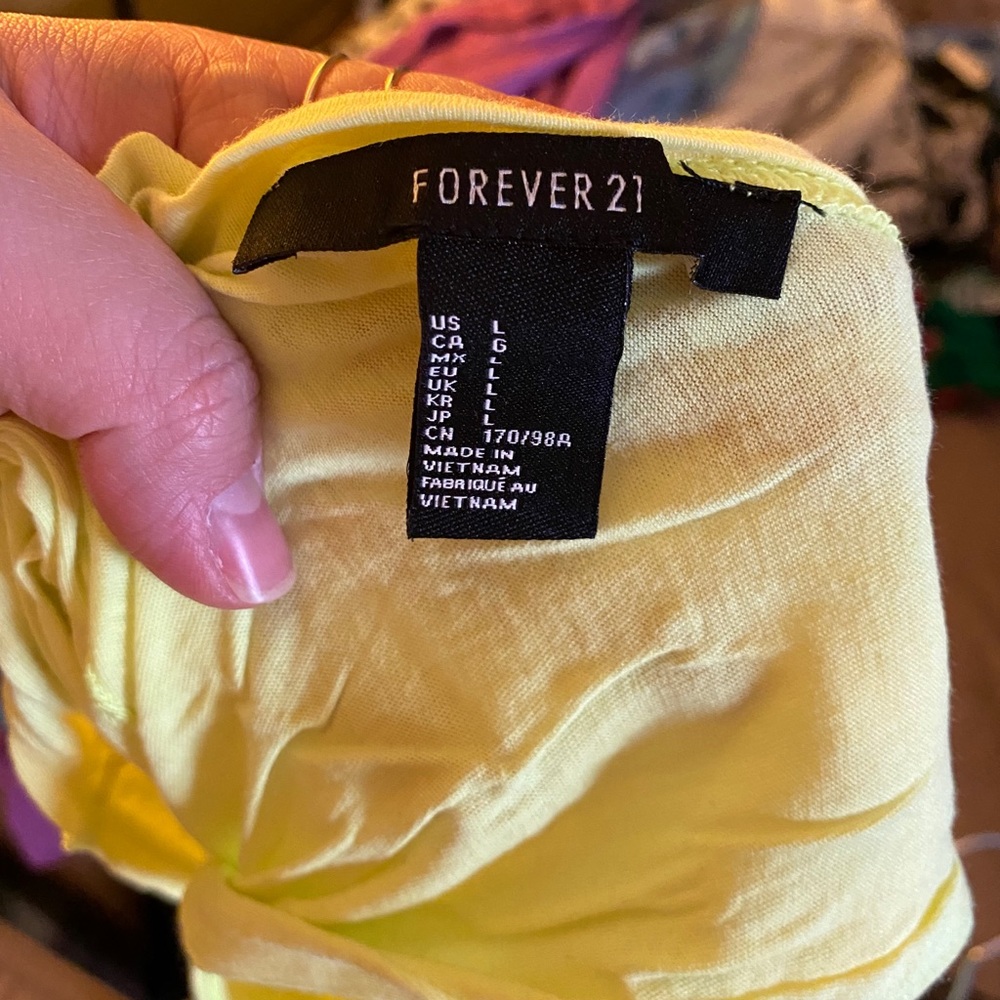 FOREVER 21
US L
CA G
MX L
EU L
UK L
KR L
JP L
CN 170/98A
MADE IN
VIETNAM
FABRIQUÉ AU
VIETNAM